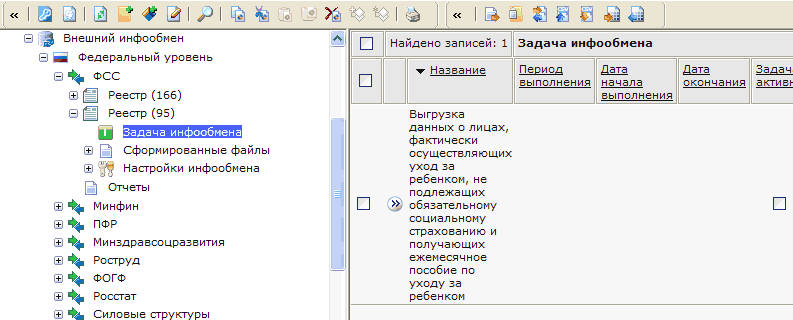 Внешний инфообмен
Федеральный уровень
ФСС
Реестр (166)
Реестр (95)
Задача инфообмена
Сформированные файлы
Настройки инфообмена
Отчеты
Минфин
ПФР
Минздравсоцразвития
Роструд
ФОГФ
Росстат
Силовые структуры
Найдено записей: 1
Задача инфообмена
Название
Период
выполнения
Дата
начала
выполнения
Дата
окончания
Задач
активн
Выгрузка
данных о лицах,
фактически
осуществляющих
уход за
ребенком, не
подлежащих
обязательному
социальному
страхованию и
получающих
ежемесячное
пособие по
уходу за
ребенком